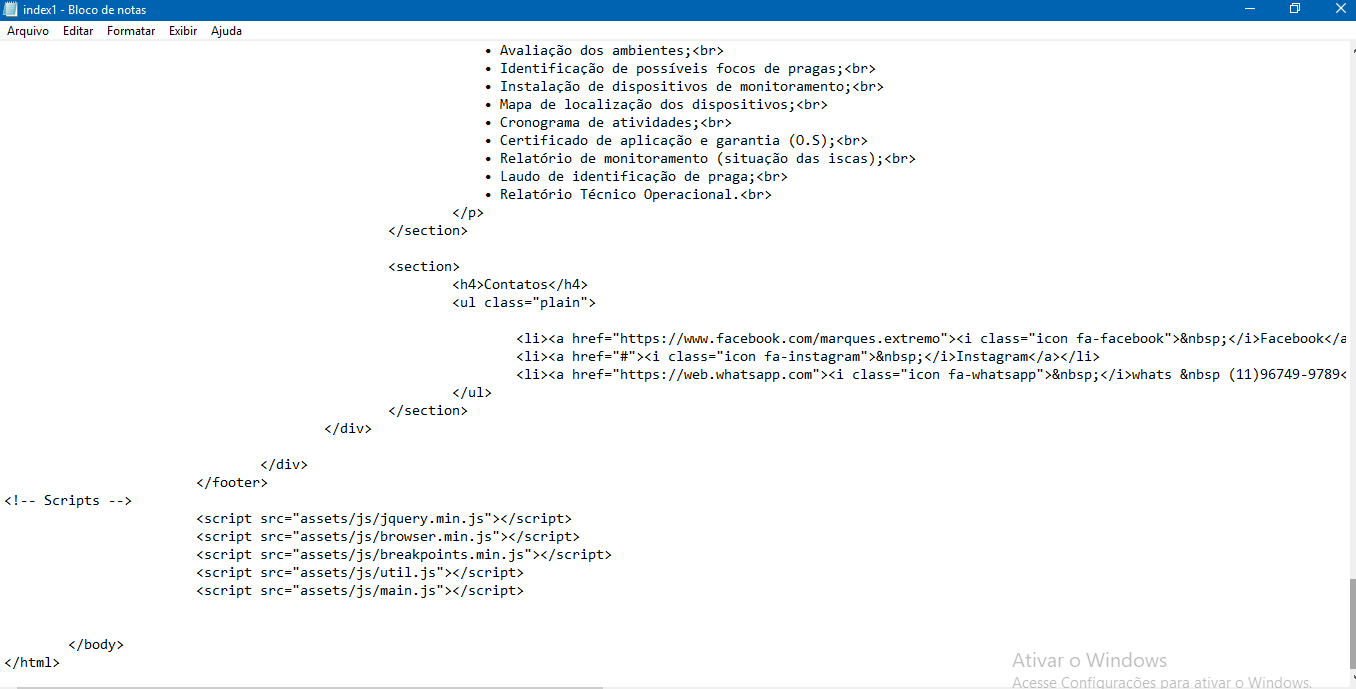 index1 - Bloco de notas
Arquivo Editar Formatar Exibir Ajuda
• Avaliação dos ambientes;<br>
• Identificação de possíveis focos de pragas;<br>
• Instalação de dispositivos de monitoramento;<br>
• Mapa de localização dos dispositivos;<br>
• Cronograma de atividades;<br>
• Certificado de aplicação e garantia (O.S);<br>
• Relatório de monitoramento (situação das iscas);<br>
• Laudo de identificação de praga;<br>
• Relatório Técnico Operacional.<br>
</p>
</section>
<section>
<h4>Contatos</h4>
<ul class="plain">
<li><a href="https://www.facebook.com/marques.extremo"><i class="icon fa-facebook">&nbsp;</i>Facebook</a
<li><a href="#"><i class="icon fa-instagram">&nbsp;</i>Instagram</a></li>
<li><a href="https://web.whatsapp.com"><i class="icon fa-whatsapp">&nbsp;</i>whats &nbsp (11)96749-9789<
</ul>
</section>
</div>
</div>
</footer>
<!-- Scripts -->
<script src="assets/js/jquery.min.js"></script>
<script src="assets/js/browser.min.js"></script>
<script src="assets/js/breakpoints.min.js"></script>
<script src="assets/js/util.js"></script>
<script src="assets/js/main.js"></script>
</body>
</html>
Ativar o Windows
Acesse Configurações para ativar o Windows.